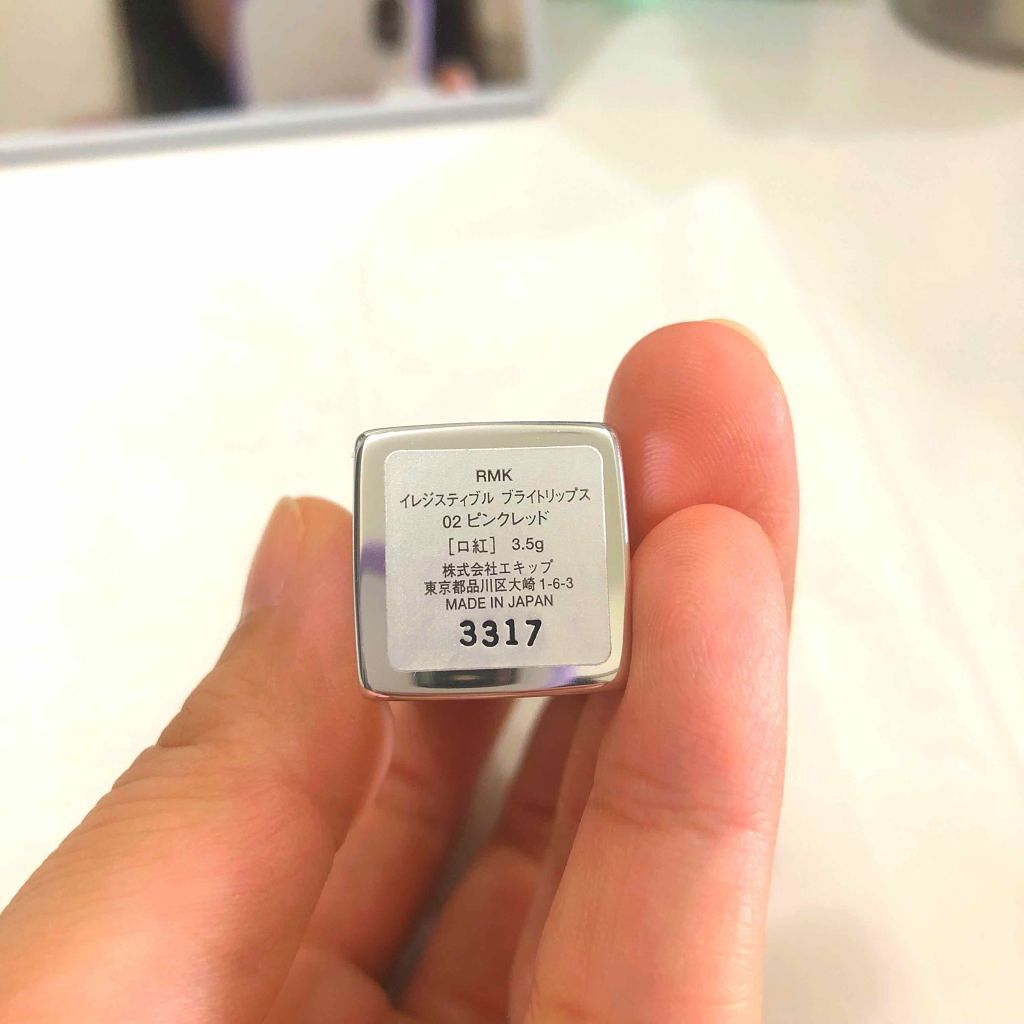 RMK
イレジスティブル ブライトリップス
02 ピンクレッド
［口紅］ 3.5g
株式会社エキップ
東京都品川区大崎1-6-3
MADE IN JAPAN
3317